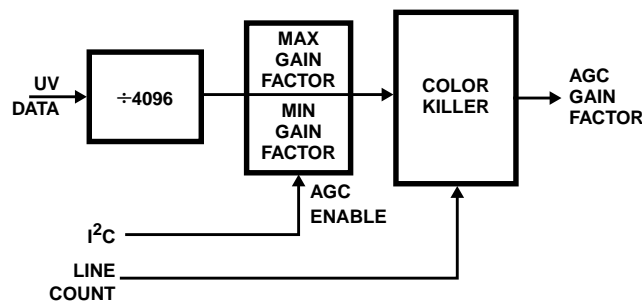 UV
DATA
÷4096
MAX
GAIN
FACTOR
MIN
GAIN
FACTOR
COLOR
KILLER
AGC
GAIN
FACTOR
AGC
ENABLE
I²C
LINE
COUNT